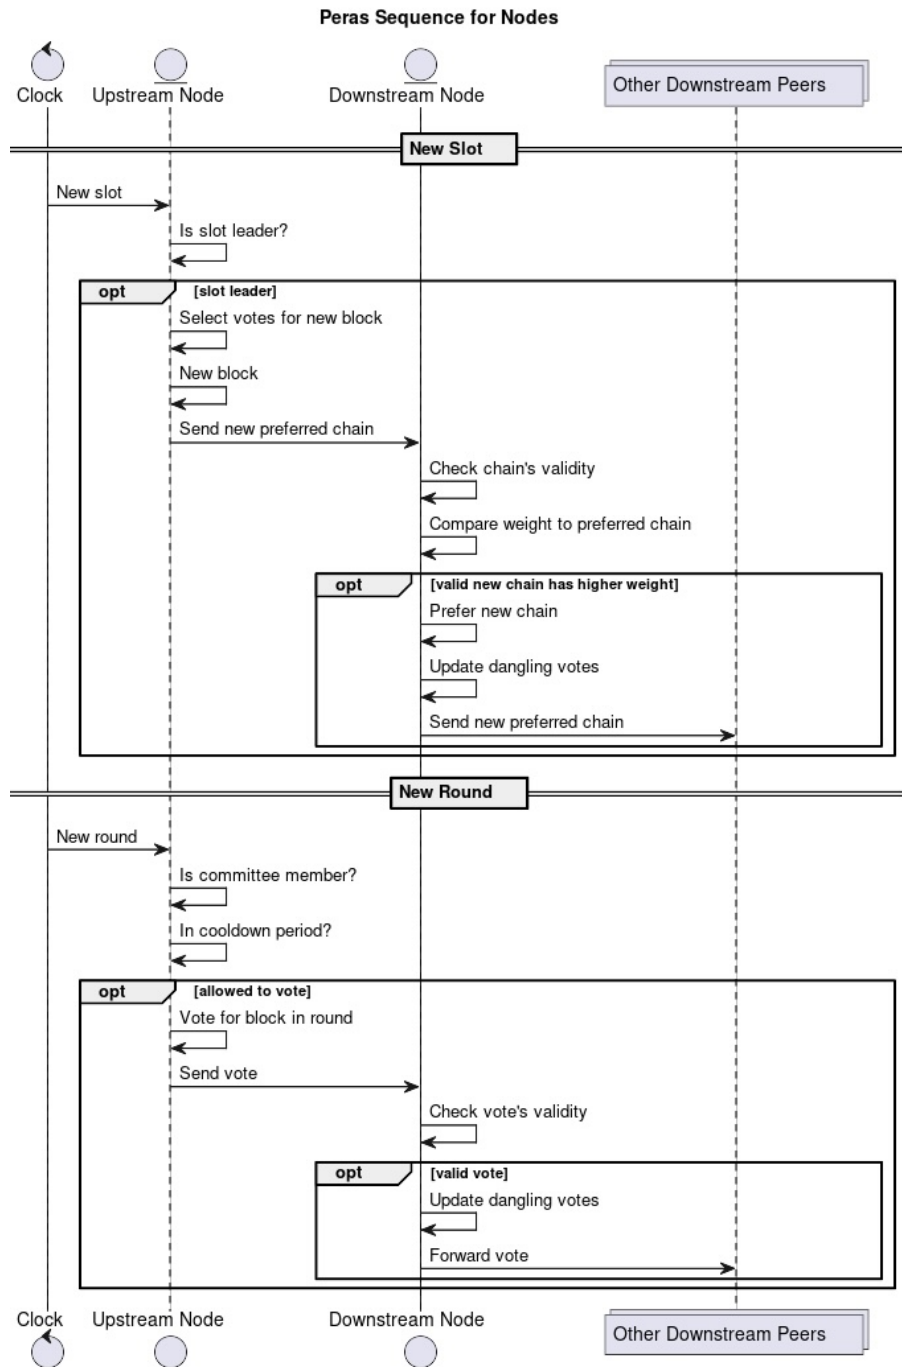 Peras Sequence for Nodes
Clock
Upstream Node
Downstream Node
Other Downstream Peers
New Slot
New slot
Is slot leader?
opt [slot leader]
Select votes for new block
New block
Send new preferred chain
Check chain's validity
Compare weight to preferred chain
opt [valid new chain has higher weight]
Prefer new chain
Update dangling votes
Send new preferred chain
New Round
New round
Is committee member?
In cooldown period?
opt [allowed to vote]
Vote for block in round
Send vote
Check vote's validity
opt [valid vote]
Update dangling votes
Forward vote
Clock
Upstream Node
Downstream Node
Other Downstream Peers